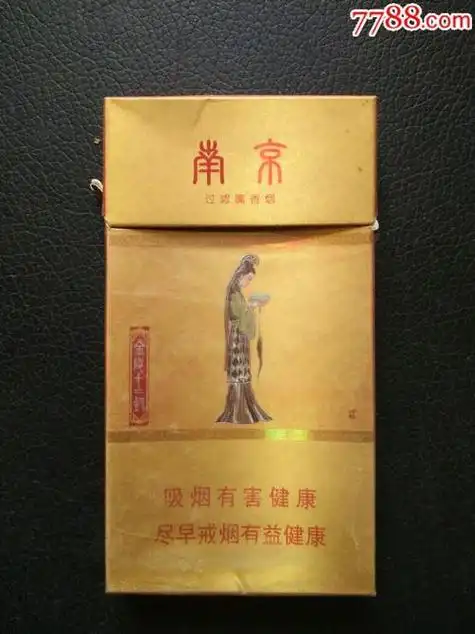 7788.com
南京
过滤嘴香烟
金陵十二钗
吸烟有害健康
尽早戒烟有益健康